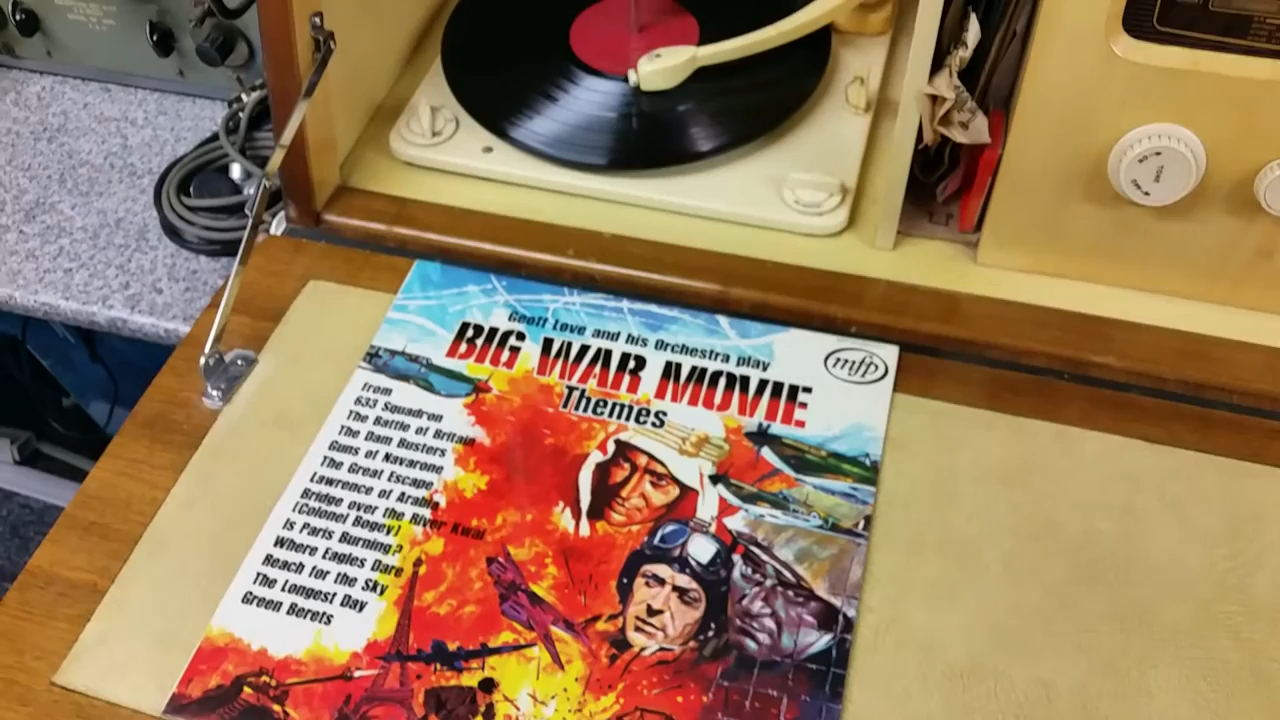 Geoff Love and his Orchestra play
BIG WAR MOVIE
Themes
mfp
from
633 Squadron
The Battle of Britain
The Dam Busters
Guns of Navarone
The Great Escape
Lawrence of Arabia
Bridge over the River Kwai
[Colonel Bogey]
Is Paris Burning?
Where Eagles Dare
Reach for the Sky
The Longest Day
Green Berets
TONE